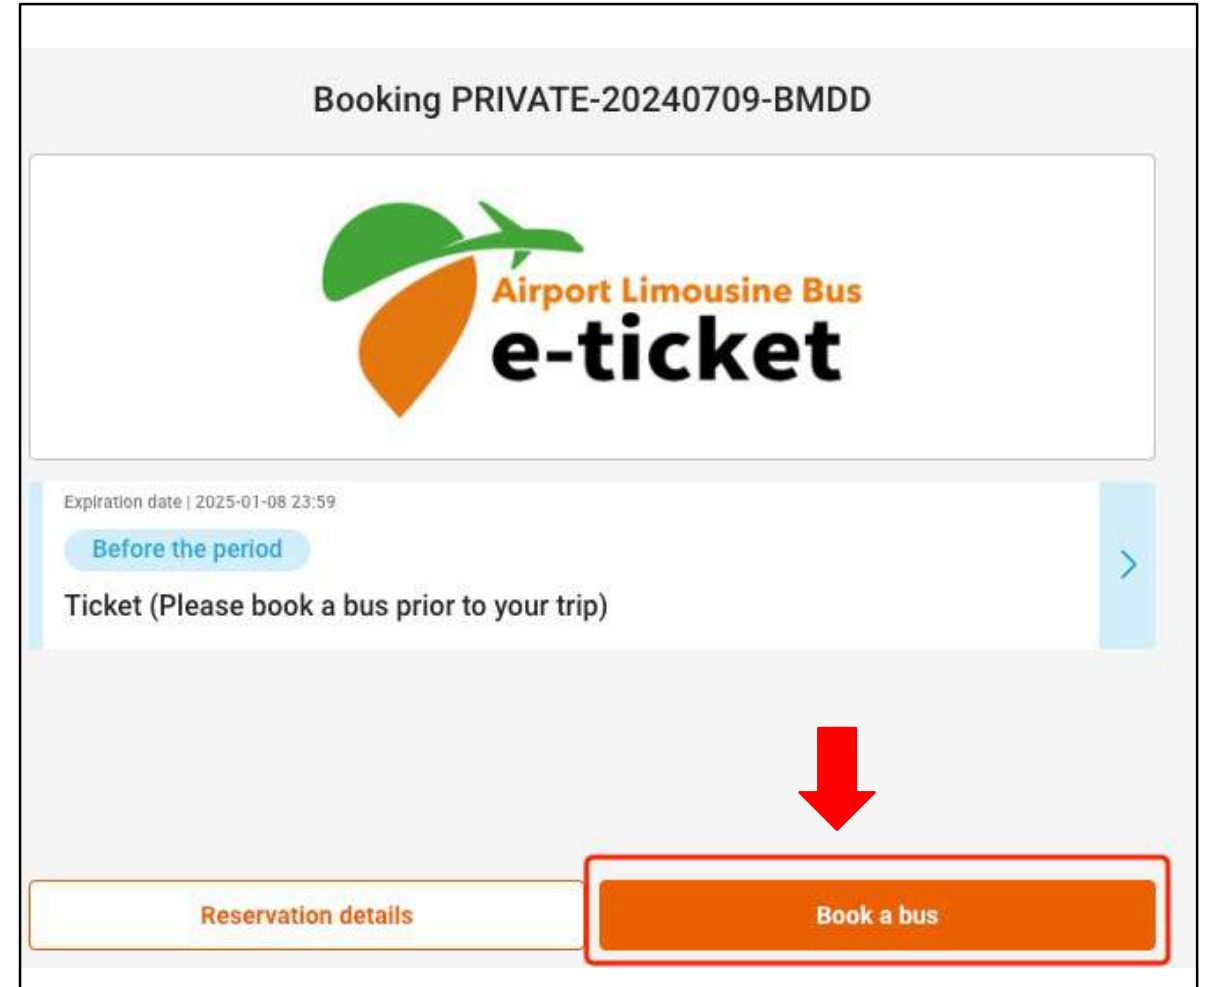 Booking PRIVATE-20240709-BMDD
Airport Limousine Bus
e-ticket
Expiration date | 2025-01-08 23:59
Before the period
Ticket (Please book a bus prior to your trip)
Reservation details
Book a bus